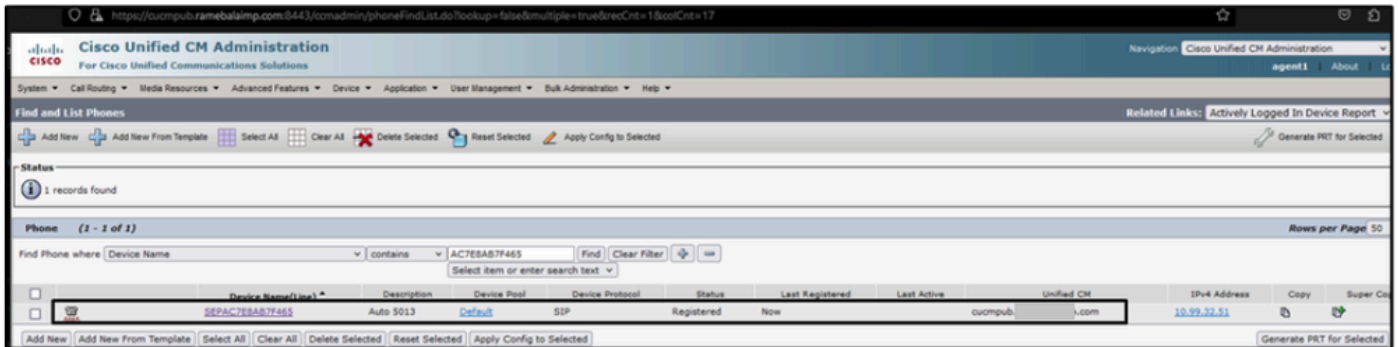 https://cucmpub.ramebalaimp.com:8443/ccmadmin/phoneFindList.do?lookup=false&multiple=true&recCnt=1&colCnt=17
Cisco Unified CM Administration
CISCO For Cisco Unified Communications Solutions
Navigation Cisco Unified CM Administration
agent1 About
System Call Routing Media Resources Advanced Features Device Application User Management Bulk Administration Help
Find and List Phones Related Links: Actively Logged In Device Report
Add New Add New From Template Select All Clear All Delete Selected Reset Selected Apply Config to Selected Generate PRT for Selected
Status
1 records found
Phone (1 - 1 of 1) Rows per Page 50
Find Phone where Device Name contains AC7E8AB7F465 Find Clear Filter
Select item or enter search text
Device Name(Line) Description Device Pool Device Protocol Status Last Registered Last Active Unified CM IPv4 Address Copy Super Co
SEPAC7E8AB7F465 Auto 5013 Default SIP Registered Now cucmpub. .com 10.99.32.51
Add New Add New From Template Select All Clear All Delete Selected Reset Selected Apply Config to Selected Generate PRT for Selected